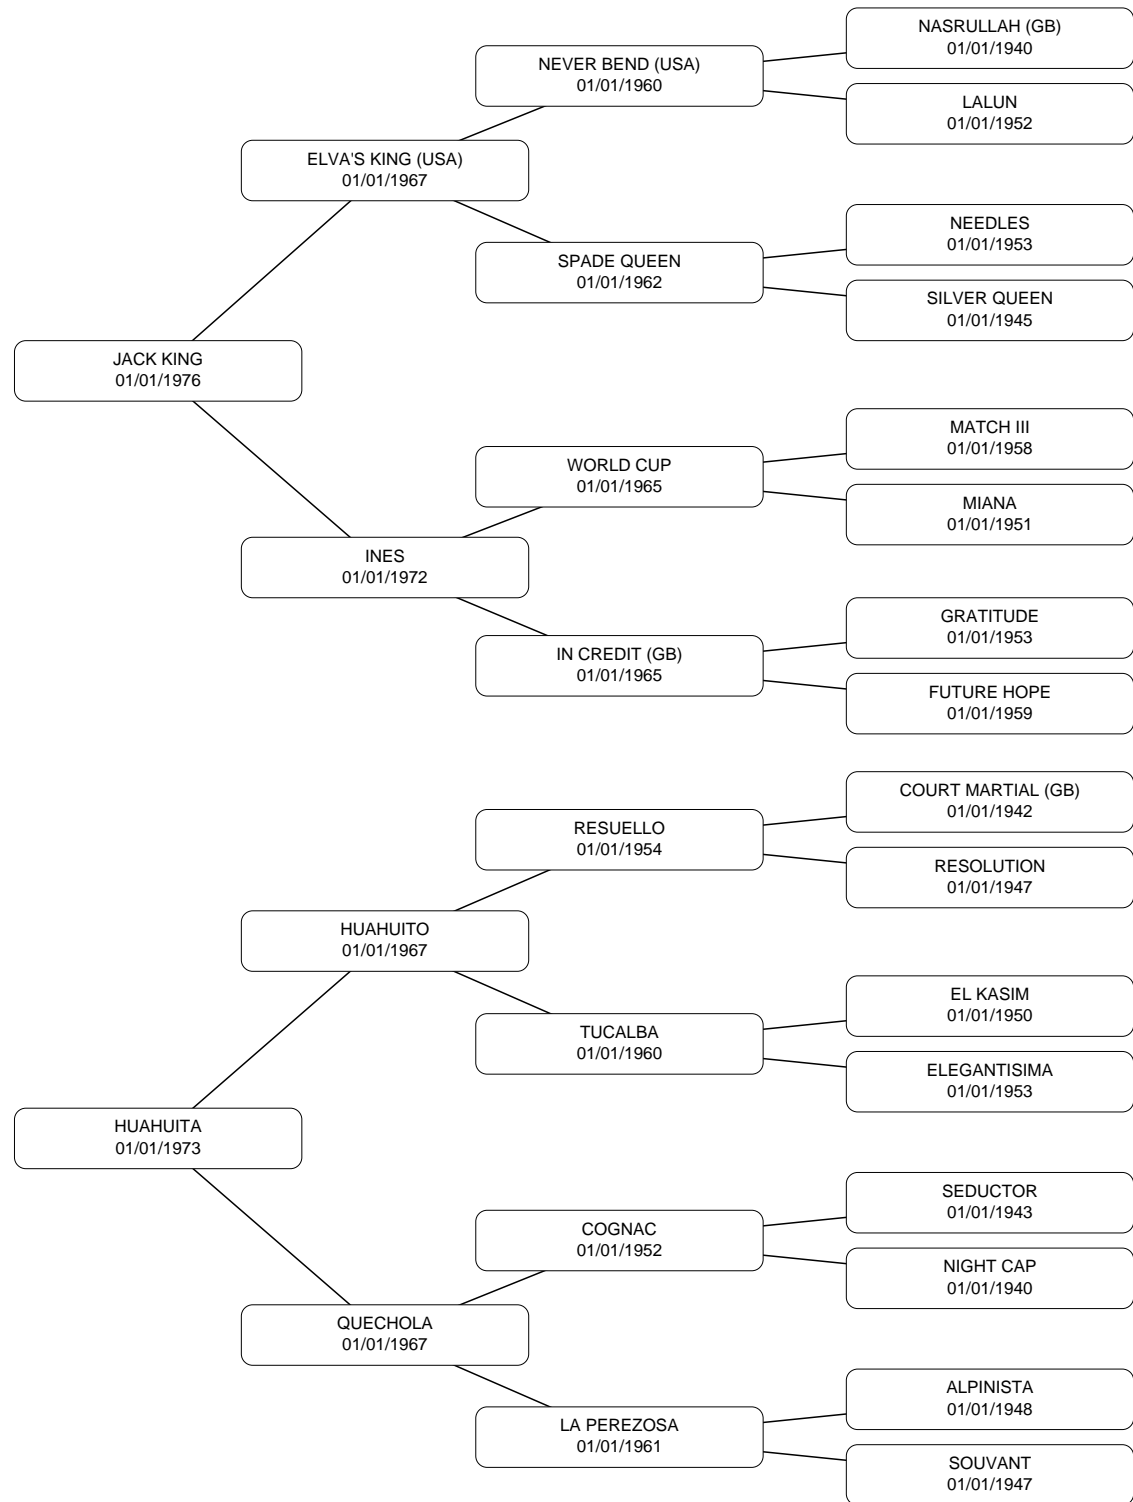 NASRULLAH (GB)
01/01/1940
NEVER BEND (USA)
01/01/1960
LALUN
01/01/1952
ELVA'S KING (USA)
01/01/1967
NEEDLES
01/01/1953
SPADE QUEEN
01/01/1962
SILVER QUEEN
01/01/1945
JACK KING
01/01/1976
MATCH III
01/01/1958
WORLD CUP
01/01/1965
MIANA
01/01/1951
INES
01/01/1972
GRATITUDE
01/01/1953
IN CREDIT (GB)
01/01/1965
FUTURE HOPE
01/01/1959
COURT MARTIAL (GB)
01/01/1942
RESUELLO
01/01/1954
RESOLUTION
01/01/1947
HUAHUITO
01/01/1967
EL KASIM
01/01/1950
TUCALBA
01/01/1960
ELEGANTISIMA
01/01/1953
HUAHUITA
01/01/1973
SEDUCTOR
01/01/1943
COGNAC
01/01/1952
NIGHT CAP
01/01/1940
QUECHOLA
01/01/1967
ALPINISTA
01/01/1948
LA PEREZOSA
01/01/1961
SOUVANT
01/01/1947